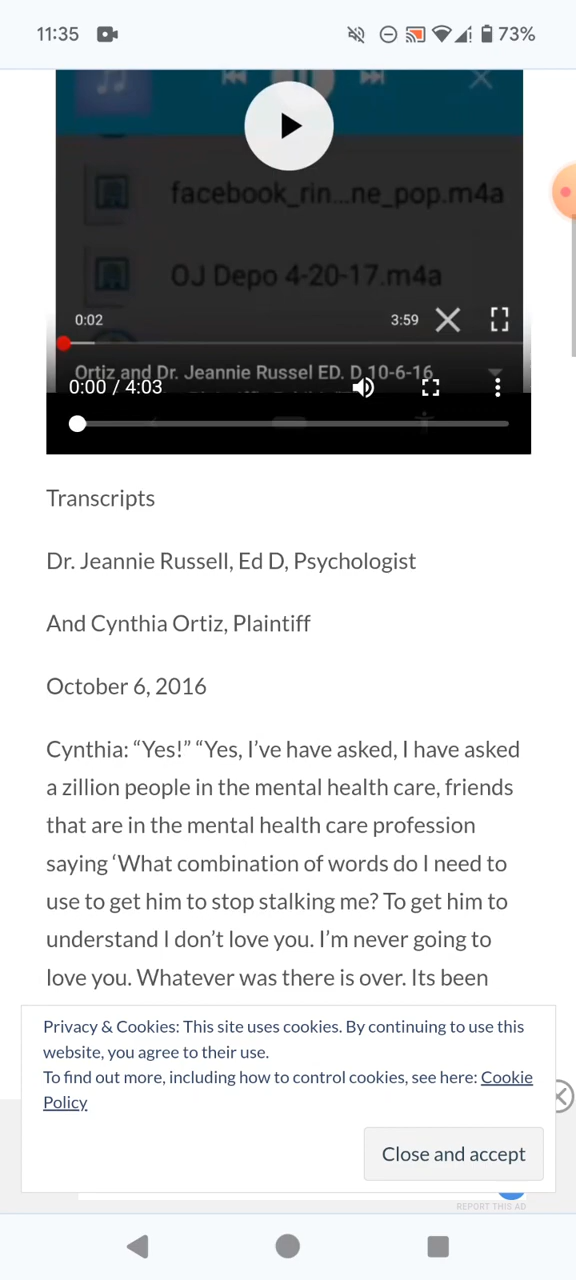 11:35
73%
facebook_rin...ne_pop.m4a
OJ Depo 4-20-17.m4a
0:02
3:59
Ortiz and Dr. Jeannie Russel ED. D 10-6-16
0:00 / 4:03
Transcripts
Dr. Jeannie Russell, Ed D, Psychologist
And Cynthia Ortiz, Plaintiff
October 6, 2016
Cynthia: “Yes!” “Yes, I’ve have asked, I have asked
a zillion people in the mental health care, friends
that are in the mental health care profession
saying ‘What combination of words do I need to
use to get him to stop stalking me? To get him to
understand I don’t love you. I’m never going to
love you. Whatever was there is over. Its been
Privacy & Cookies: This site uses cookies. By continuing to use this
website, you agree to their use.
To find out more, including how to control cookies, see here: Cookie
Policy
Close and accept
REPORT THIS AD